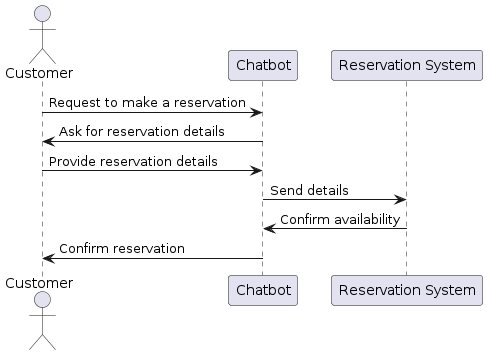 Customer
Chatbot
Reservation System
Request to make a reservation
Ask for reservation details
Provide reservation details
Send details
Confirm availability
Confirm reservation
Customer
Chatbot
Reservation System